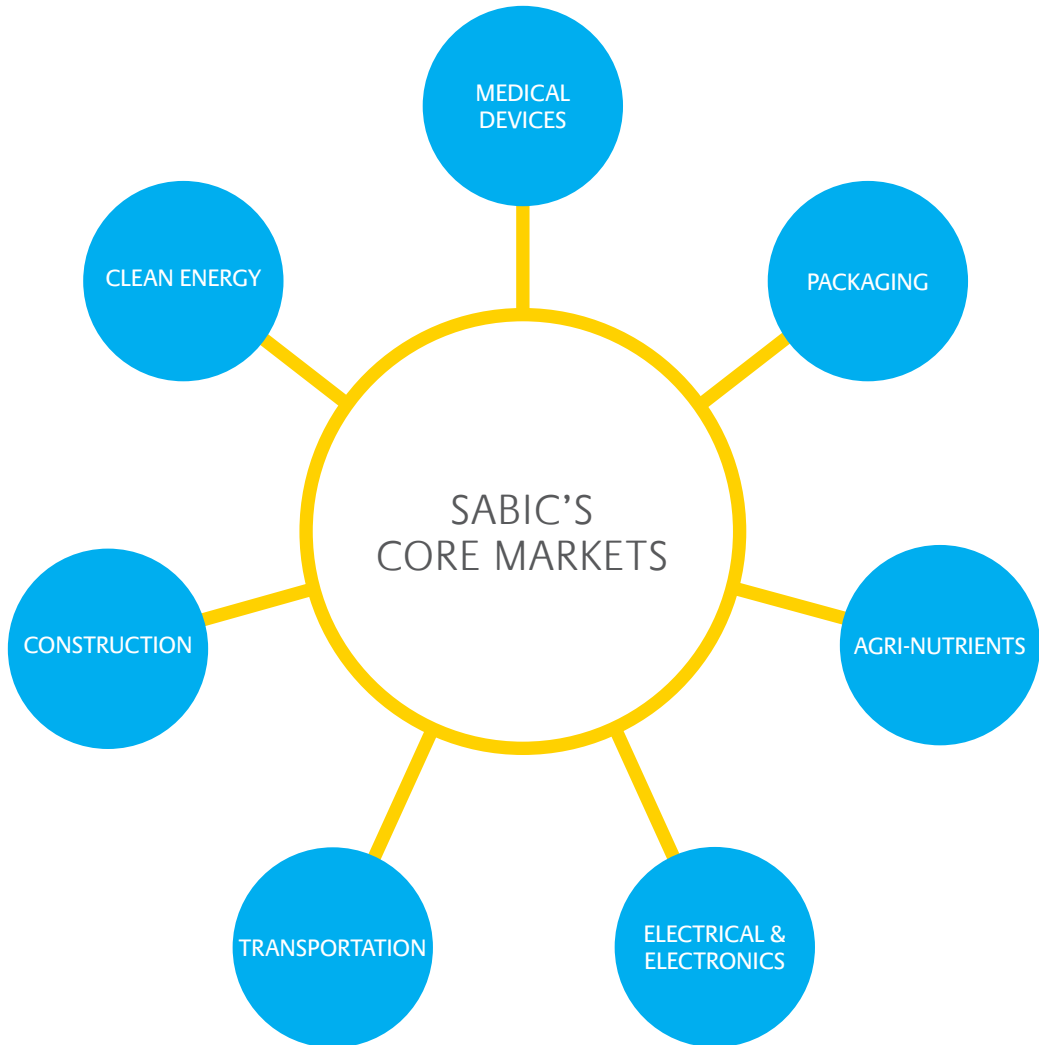 MEDICAL
DEVICES
CLEAN ENERGY
PACKAGING
SABIC’S
CORE MARKETS
CONSTRUCTION
AGRI-NUTRIENTS
TRANSPORTATION
ELECTRICAL &
ELECTRONICS